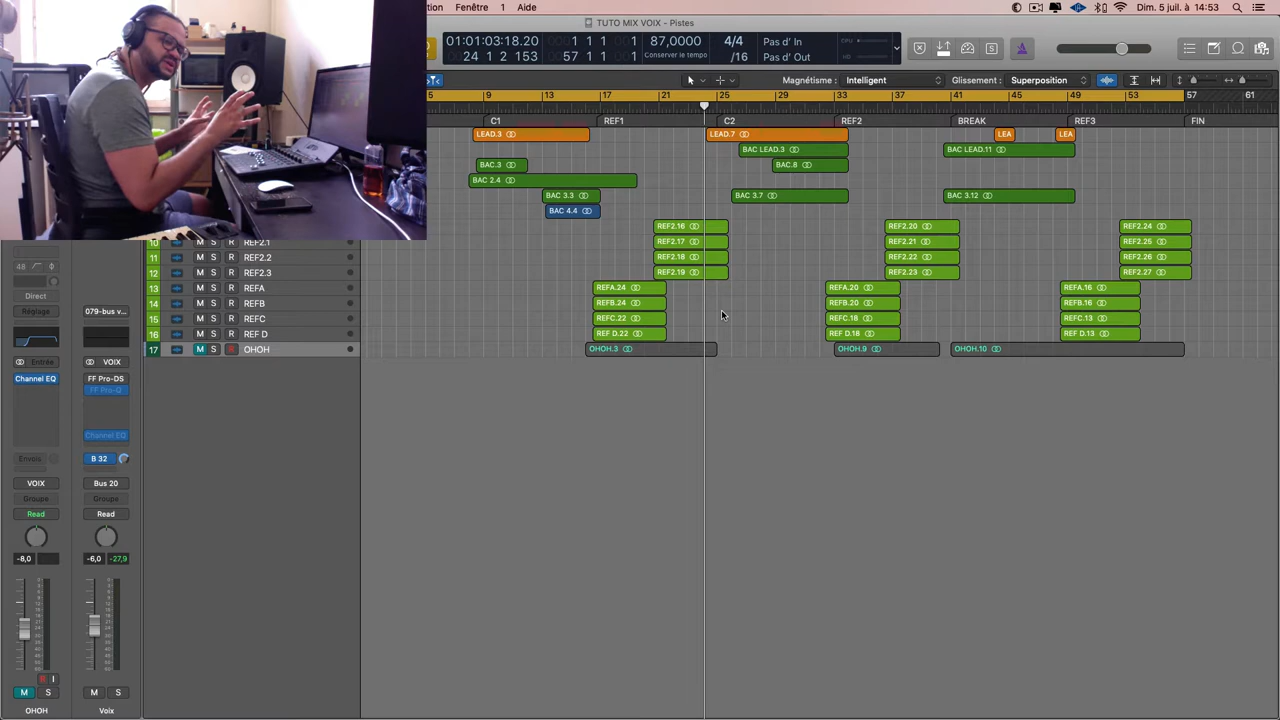 tion Fenêtre 1 Aide Dim. 5 juil. à 14:53
TUTO MIX VOIX - Pistes
01:01:03:18.20 1 1 1 1 87,0000 4/4 Pas d' In CPU
24 1 2 153 57 1 1 1 Conserver le tempo /16 Pas d'Out HD
Magnétisme : Intelligent Glissement : Superposition
5 9 13 17 21 25 29 33 37 41 45 49 53 57 61
C1 REF1 C2 REF2 BREAK REF3 FIN
LEAD.3 LEAD.7 LEA LEA
BAC LEAD.3 BAC LEAD.11
BAC.3 BAC.8
BAC 2.4
BAC 3.3 BAC 3.7 BAC 3.12
BAC 4.4
REF2.16 REF2.20 REF2.24
10 M S R REF2.1 REF2.17 REF2.21 REF2.25
11 M S R REF2.2 REF2.18 REF2.22 REF2.26
12 M S R REF2.3 REF2.19 REF2.23 REF2.27
13 M S R REFA REFA.24 REFA.20 REFA.16
14 M S R REFB REFB.24 REFB.20 REFB.16
15 M S R REFC REFC.22 REFC.18 REFC.13
16 M S R REF D REF D.22 REF D.18 REF D.13
17 M S R OHOH OHOH.3 OHOH.9 OHOH.10
48
Direct
Réglage 079-bus v...
Entrée VOIX
Channel EQ FF Pro-DS
FF Pro-Q
Channel EQ
Envois B 32
VOIX Bus 20
Groupe Groupe
Read Read
-8,0 -6,0 -27,9
R I
M S M S
OHOH Voix